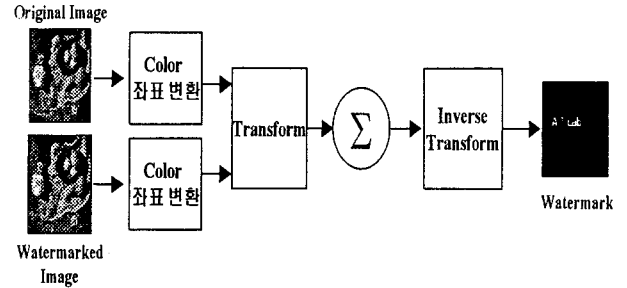 Original Image
Color
좌표 변환
Transform
Σ
Inverse
Transform
Color
좌표 변환
Watermark
Watermarked
Image